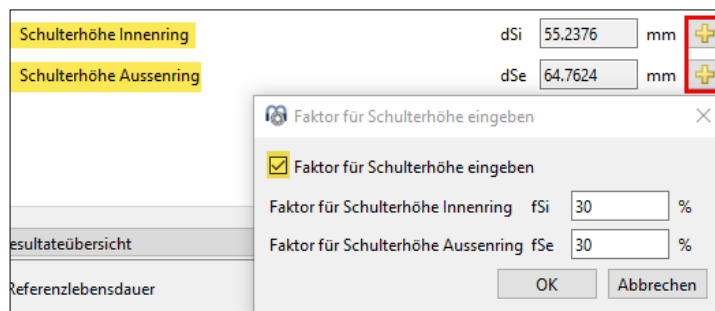 Schulterhöhe Innenring dSi 55.2376 mm
Schulterhöhe Aussenring dSe 64.7624 mm
Faktor für Schulterhöhe eingeben
Faktor für Schulterhöhe eingeben
Faktor für Schulterhöhe Innenring fSi 30 %
Faktor für Schulterhöhe Aussenring fSe 30 %
esultateübersicht
OK Abbrechen
Referenzlebensdauer